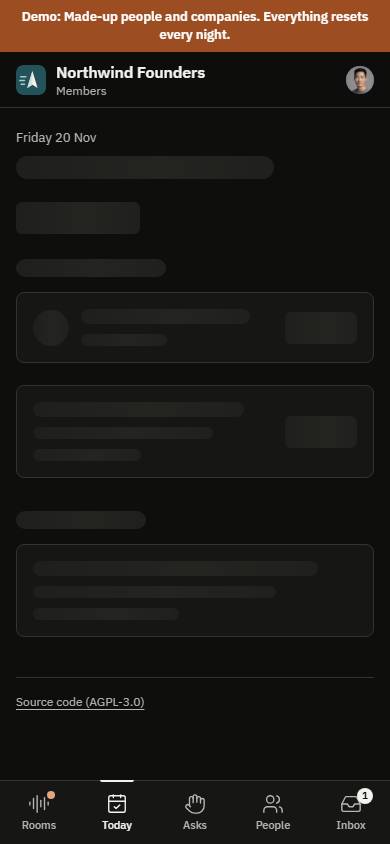 Demo: Made-up people and companies. Everything resets
every night.
Northwind Founders
Members
Friday 20 Nov
Source code (AGPL-3.0)
Rooms
Today
Asks
People
1
Inbox